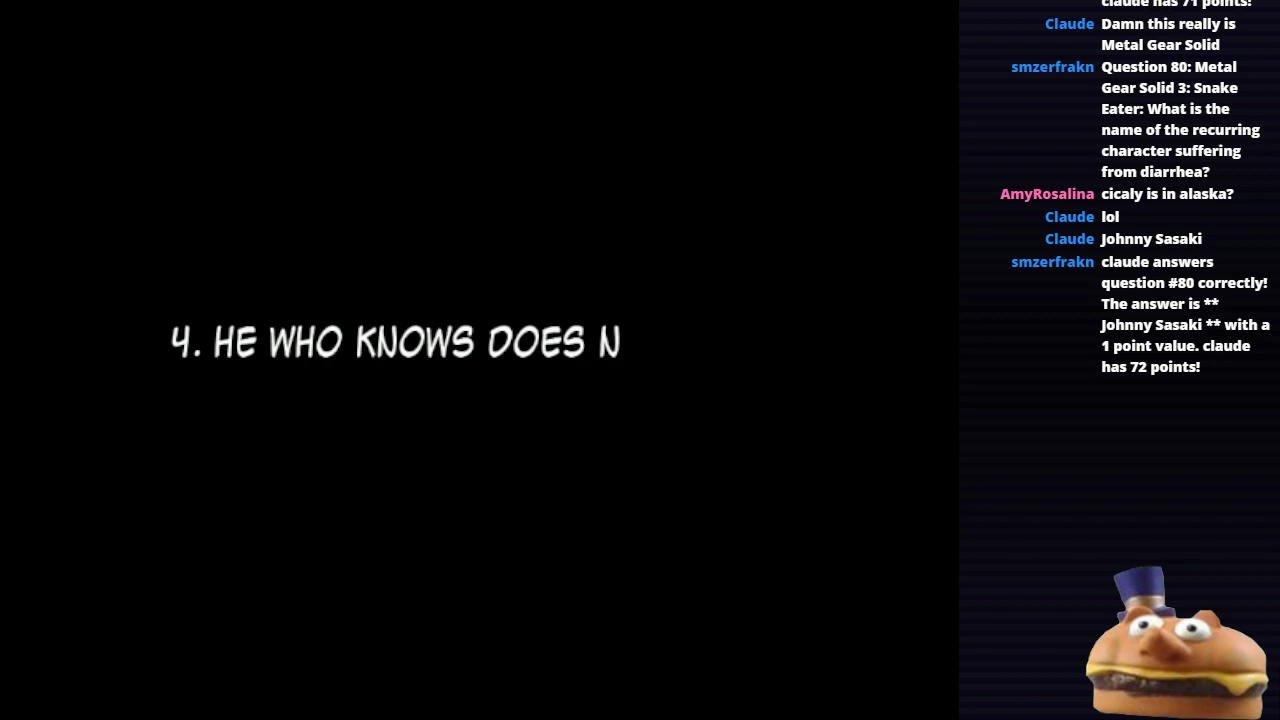 4. HE WHO KNOWS DOES N
claude has 71 points!
Claude Damn this really is
Metal Gear Solid
smzerfrakn Question 80: Metal
Gear Solid 3: Snake
Eater: What is the
name of the recurring
character suffering
from diarrhea?
AmyRosalina cicaly is in alaska?
Claude lol
Claude Johnny Sasaki
smzerfrakn claude answers
question #80 correctly!
The answer is **
Johnny Sasaki ** with a
1 point value. claude
has 72 points!